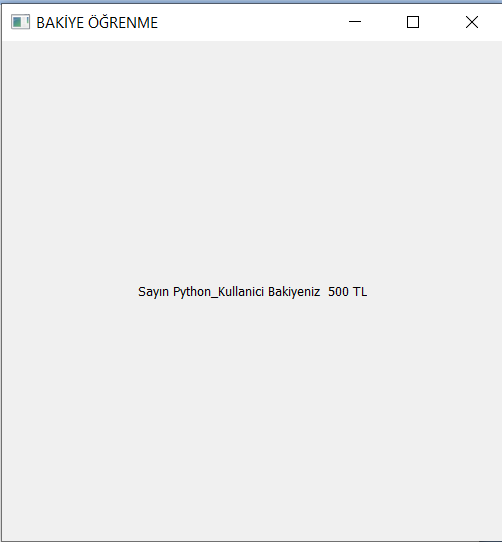 BAKİYE ÖĞRENME
Sayın Python_Kullanici Bakiyeniz  500 TL